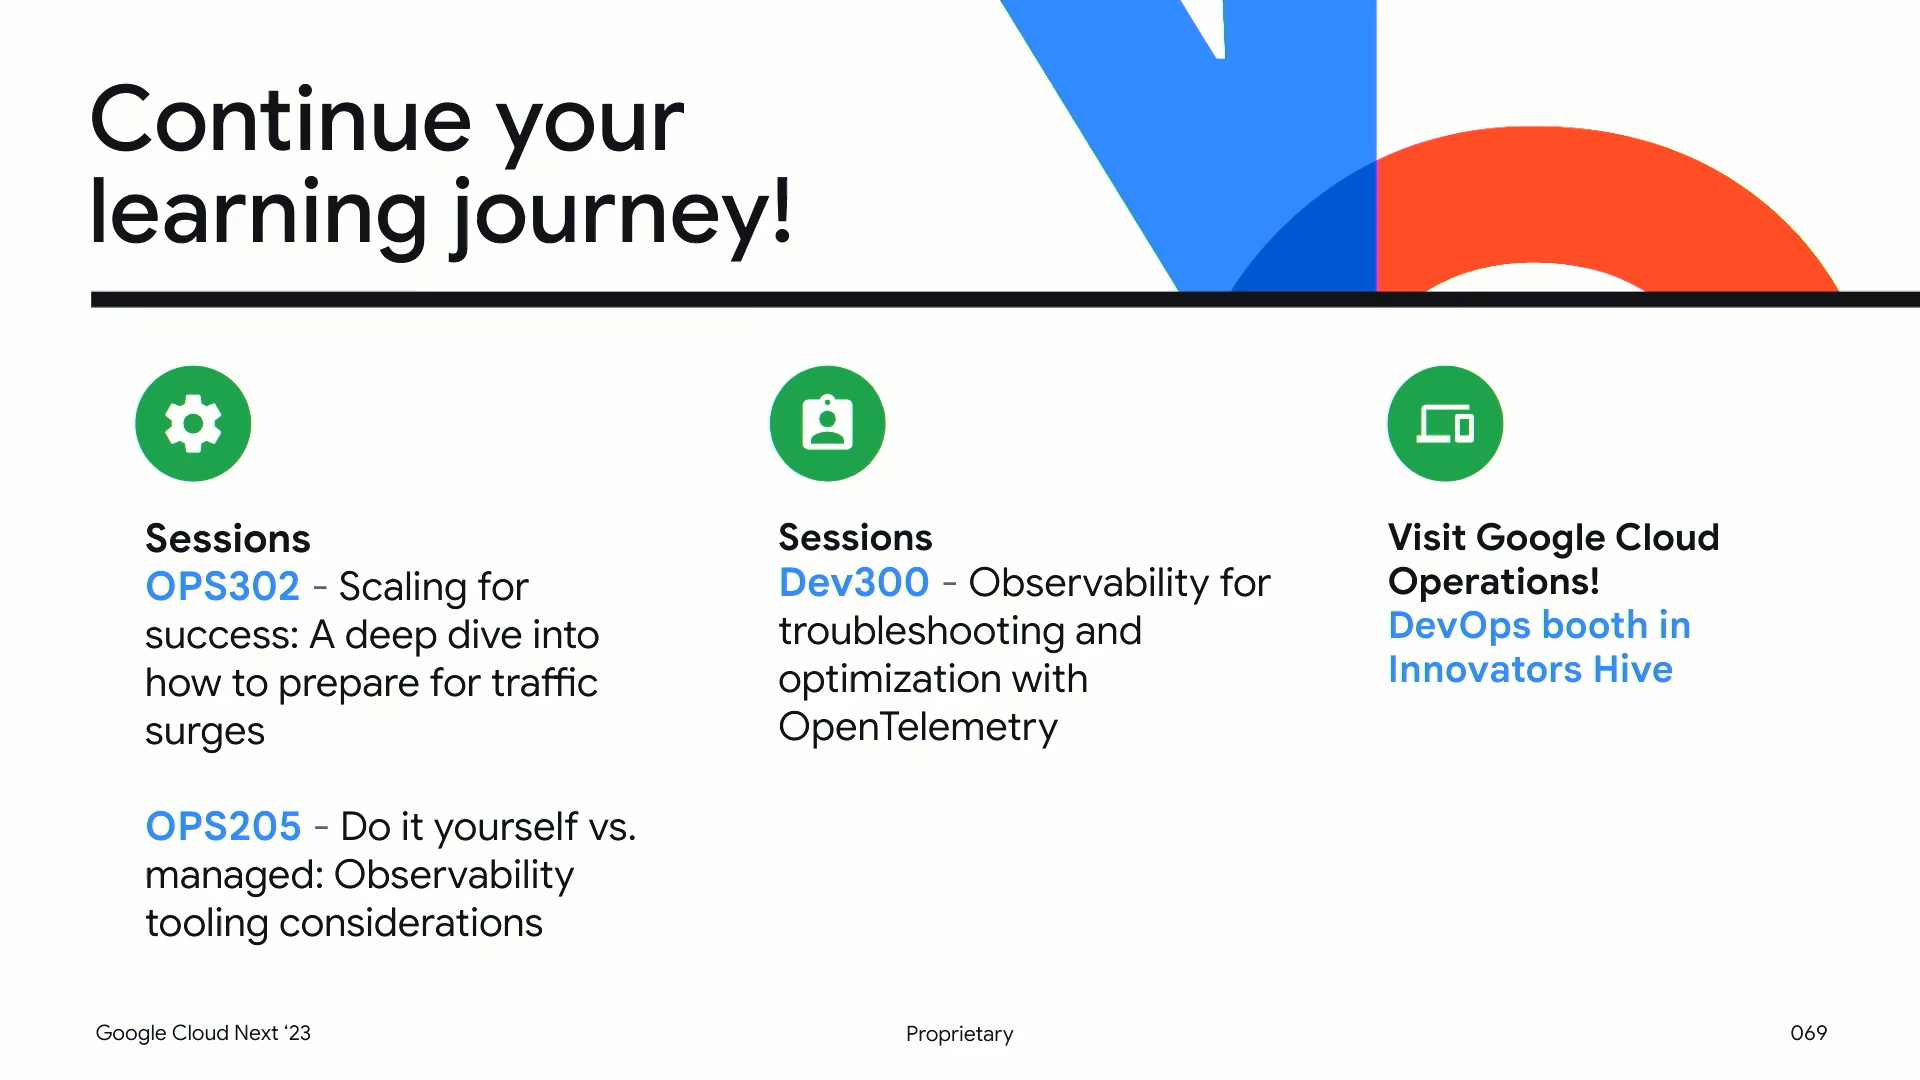 Continue your
learning journey!
Sessions
OPS302 - Scaling for
success: A deep dive into
how to prepare for traffic
surges
OPS205 - Do it yourself vs.
managed: Observability
tooling considerations
Sessions
Dev300 - Observability for
troubleshooting and
optimization with
OpenTelemetry
Visit Google Cloud
Operations!
DevOps booth in
Innovators Hive
Google Cloud Next ‘23
Proprietary
069